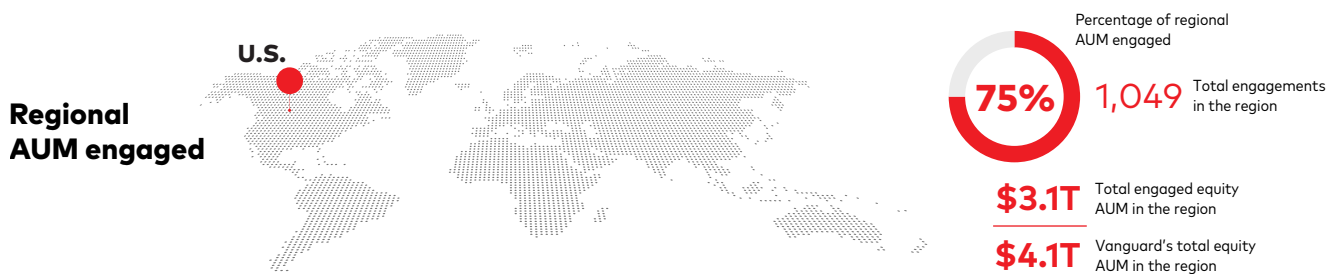 Regional
AUM engaged
U.S.
Percentage of regional
AUM engaged
75%
1,049
Total engagements
in the region
$3.1T
Total engaged equity
AUM in the region
$4.1T
Vanguard’s total equity
AUM in the region